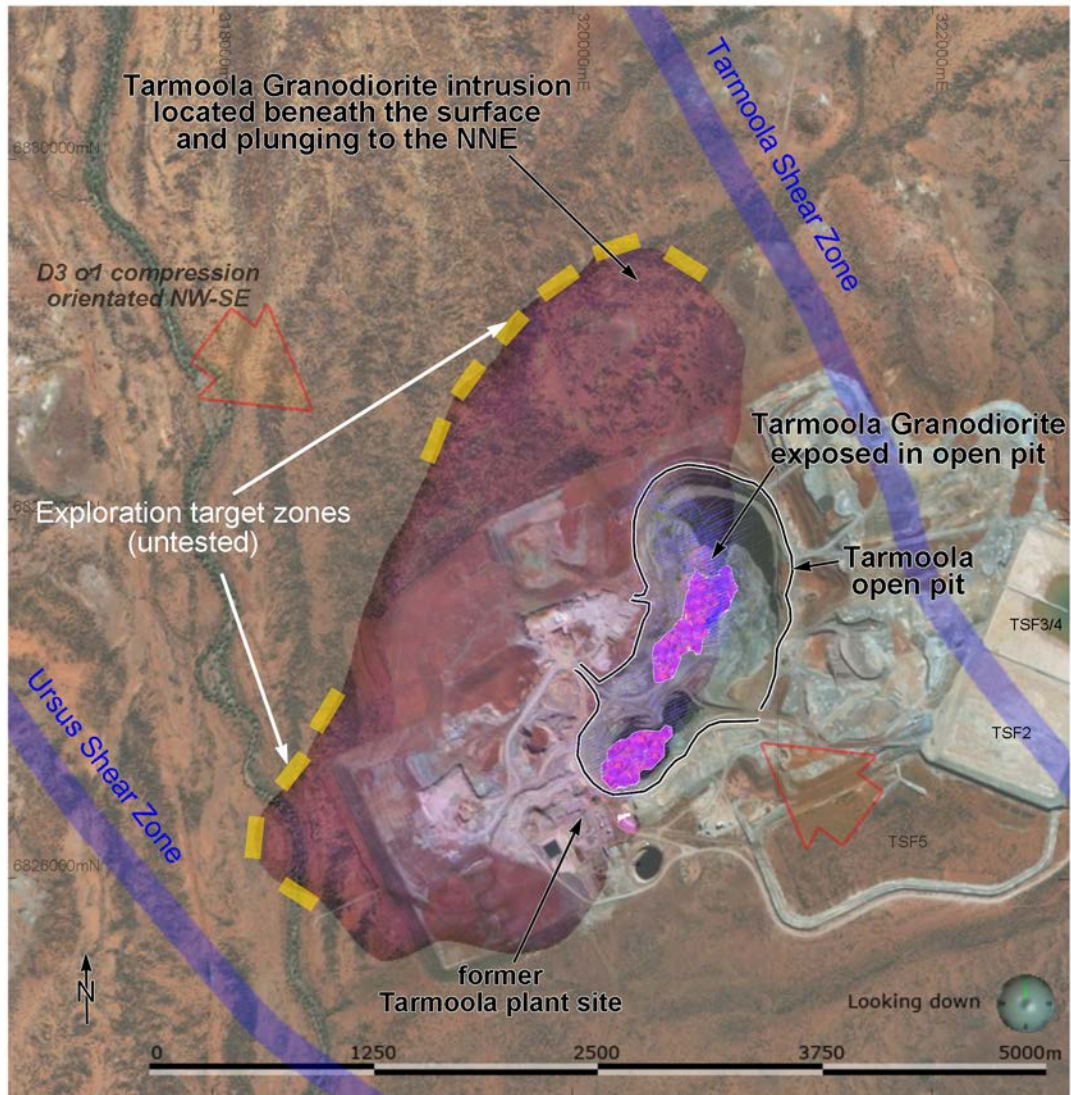 318000mE
320000mE
322000mE
Tarmoola Granodiorite intrusion
located beneath the surface
and plunging to the NNE
Tarmoola Shear Zone
6830000mN
D3 σ1 compression
orientated NW-SE
Tarmoola Granodiorite
exposed in open pit
Exploration target zones
(untested)
Tarmoola
open pit
TSF3/4
Ursus Shear Zone
TSF2
TSF5
6826000mN
former
Tarmoola plant site
N
Looking down
0 1250 2500 3750 5000m